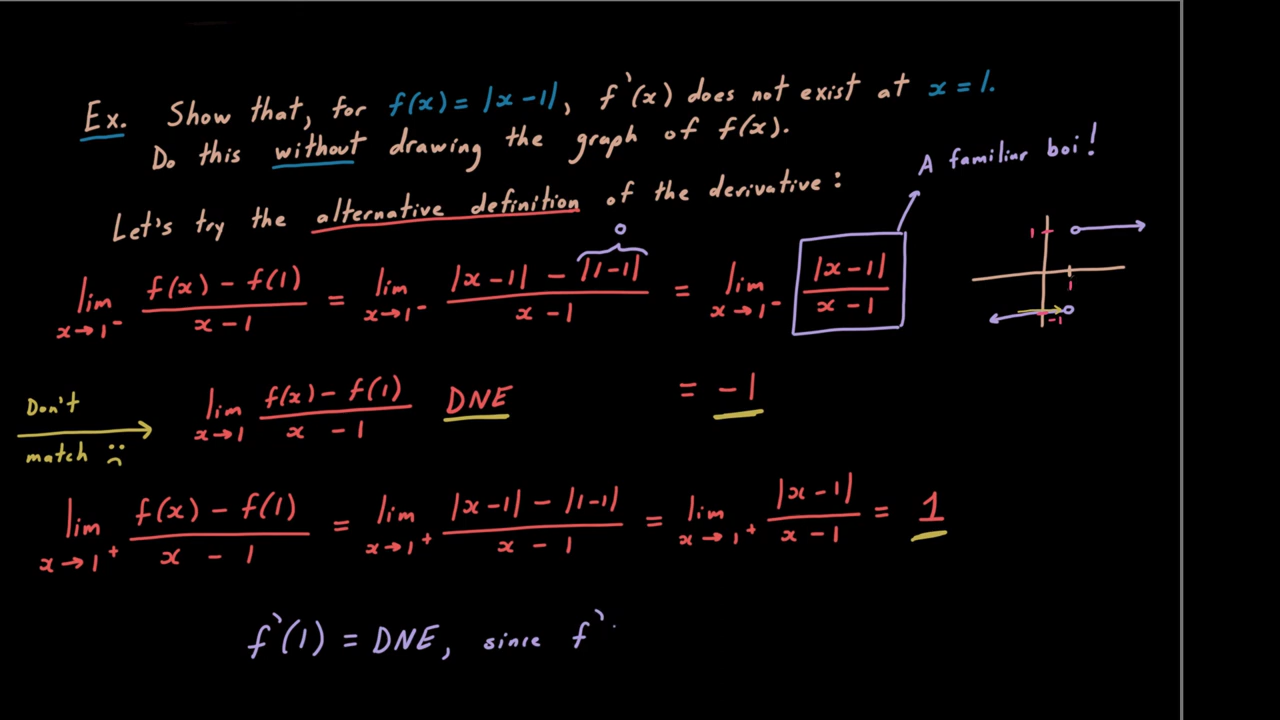 Ex. Show that, for f(x) = |x-1|, f'(x) does not exist at x = 1.
Do this without drawing the graph of f(x).
A familiar boi!
Let's try the alternative definition of the derivative:
0
lim x→1⁻ (f(x) - f(1))/(x - 1) = lim x→1⁻ (|x-1| - |1-1|)/(x - 1) = lim x→1⁻ |x-1|/(x - 1)
1
1
-1
Don't match :(
lim x→1 (f(x) - f(1))/(x - 1) DNE = -1
lim x→1⁺ (f(x) - f(1))/(x - 1) = lim x→1⁺ (|x-1| - |1-1|)/(x - 1) = lim x→1⁺ |x-1|/(x - 1) = 1
f'(1) = DNE, since f'